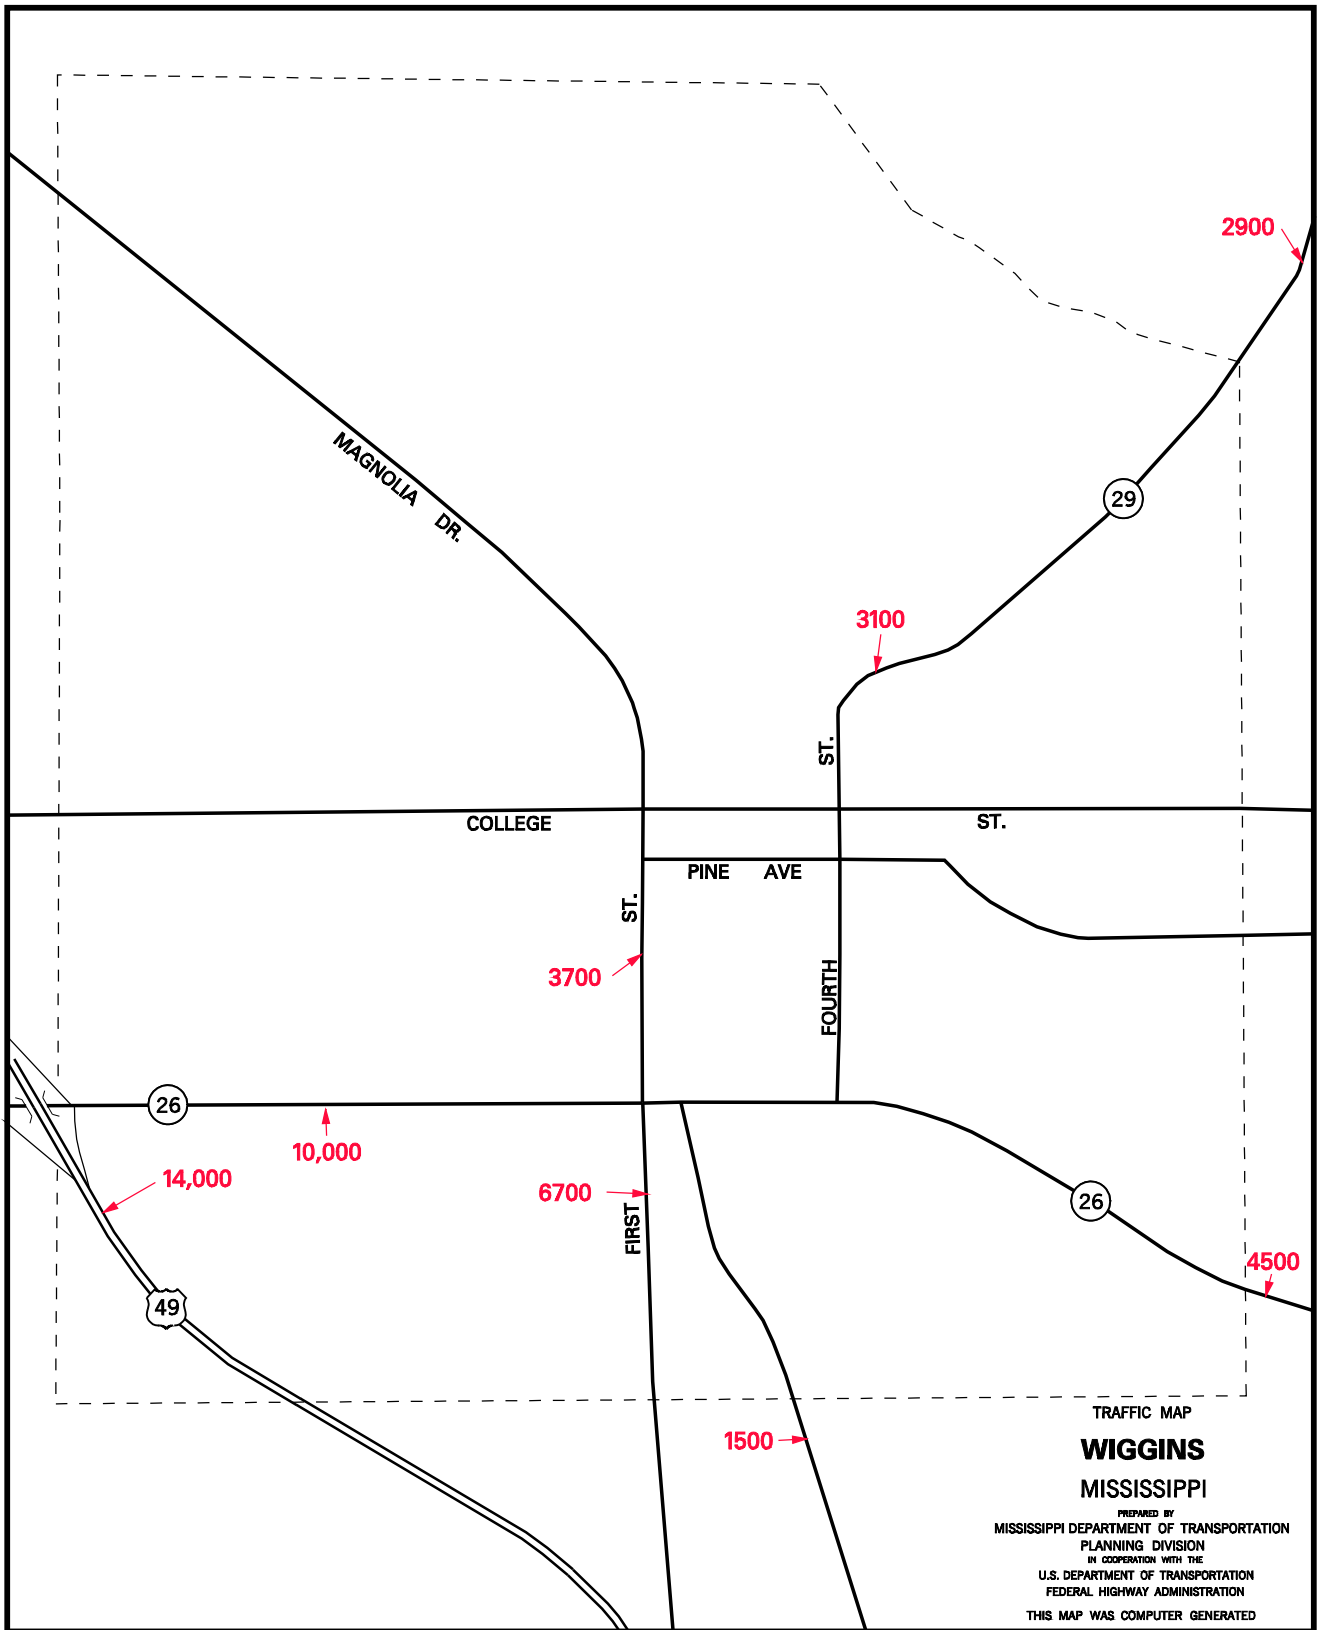 2900
MAGNOLIA DR.
29
3100
ST.
COLLEGE ST.
PINE AVE
ST.
3700
FOURTH
26
10,000
14,000
6700
FIRST
26
4500
49
1500
TRAFFIC MAP
WIGGINS
MISSISSIPPI
PREPARED BY
MISSISSIPPI DEPARTMENT OF TRANSPORTATION
PLANNING DIVISION
IN COOPERATION WITH THE
U.S. DEPARTMENT OF TRANSPORTATION
FEDERAL HIGHWAY ADMINISTRATION
THIS MAP WAS COMPUTER GENERATED